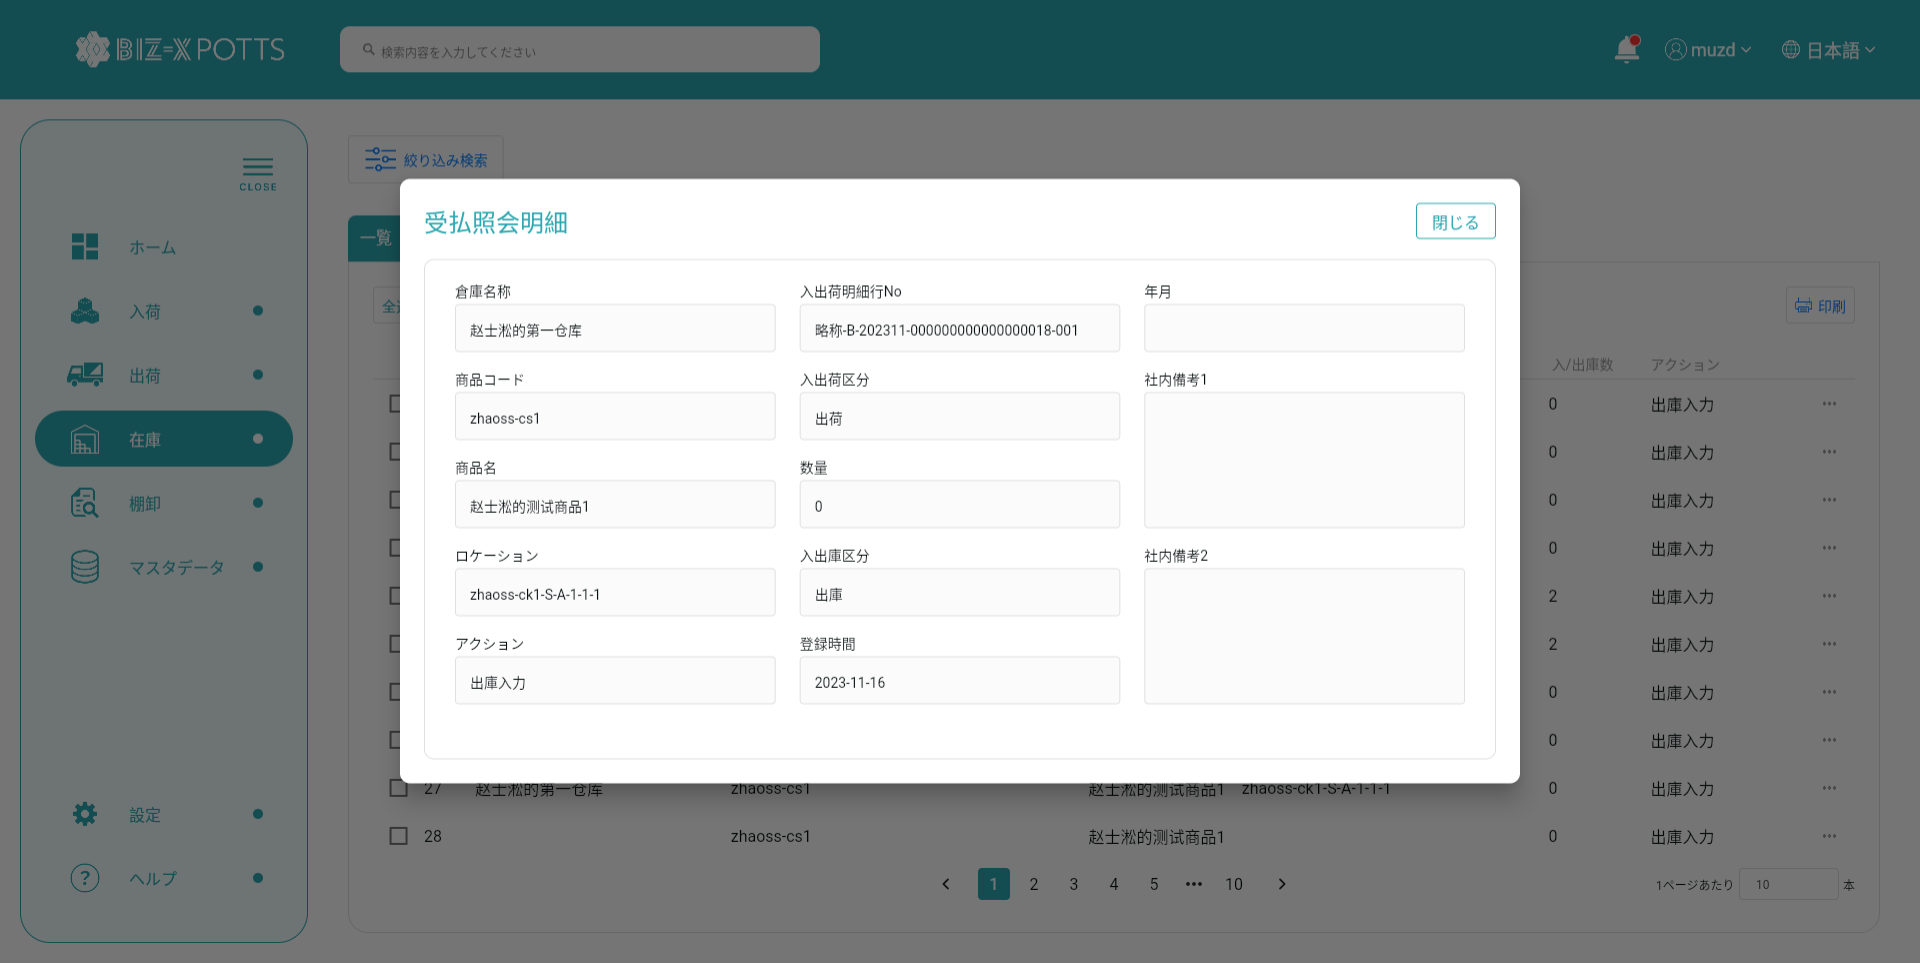 BIZ=X POTTS
検索内容を入力してください
muzd
日本語
CLOSE
ホーム
入荷
出荷
在庫
棚卸
マスタデータ
設定
ヘルプ
絞り込み検索
一覧
印刷
受払照会明細
閉じる
倉庫名称
赵士淞的第一仓库
入出荷明細行No
略称-B-202311-000000000000000018-001
年月
商品コード
zhaoss-cs1
入出荷区分
出荷
社内備考1
商品名
赵士淞的测试商品1
数量
0
ロケーション
zhaoss-ck1-S-A-1-1-1
入出庫区分
出庫
社内備考2
アクション
出庫入力
登録時間
2023-11-16
入/出庫数 アクション
0 出庫入力 ···
0 出庫入力 ···
0 出庫入力 ···
0 出庫入力 ···
2 出庫入力 ···
2 出庫入力 ···
0 出庫入力 ···
0 出庫入力 ···
27 赵士淞的第一仓库 zhaoss-cs1 赵士淞的测试商品1 zhaoss-ck1-S-A-1-1-1 0 出庫入力 ···
28 zhaoss-cs1 赵士淞的测试商品1 0 出庫入力 ···
1 2 3 4 5 ··· 10
1ページあたり 10 本